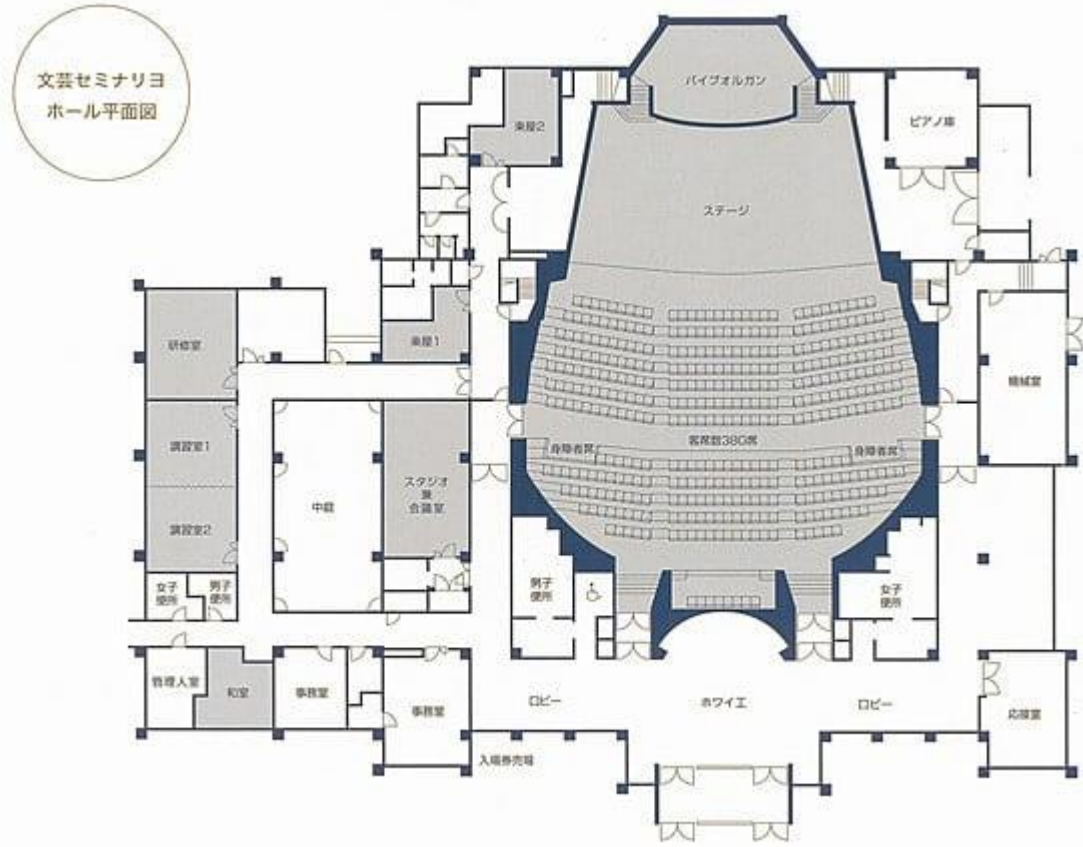 文芸セミナリヨ
ホール平面図
パイプオルガン
楽屋2
ピアノ庫
ステージ
楽屋1
研修室
機械室
講習室1
客席数380席
身障者席
身障者席
スタジオ
兼
会議室
中庭
講習室2
女子
便所
男子
便所
男子
便所
女子
便所
管理人室
和室
事務室
事務室
ロビー
ホワイエ
ロビー
応接室
入場券売場